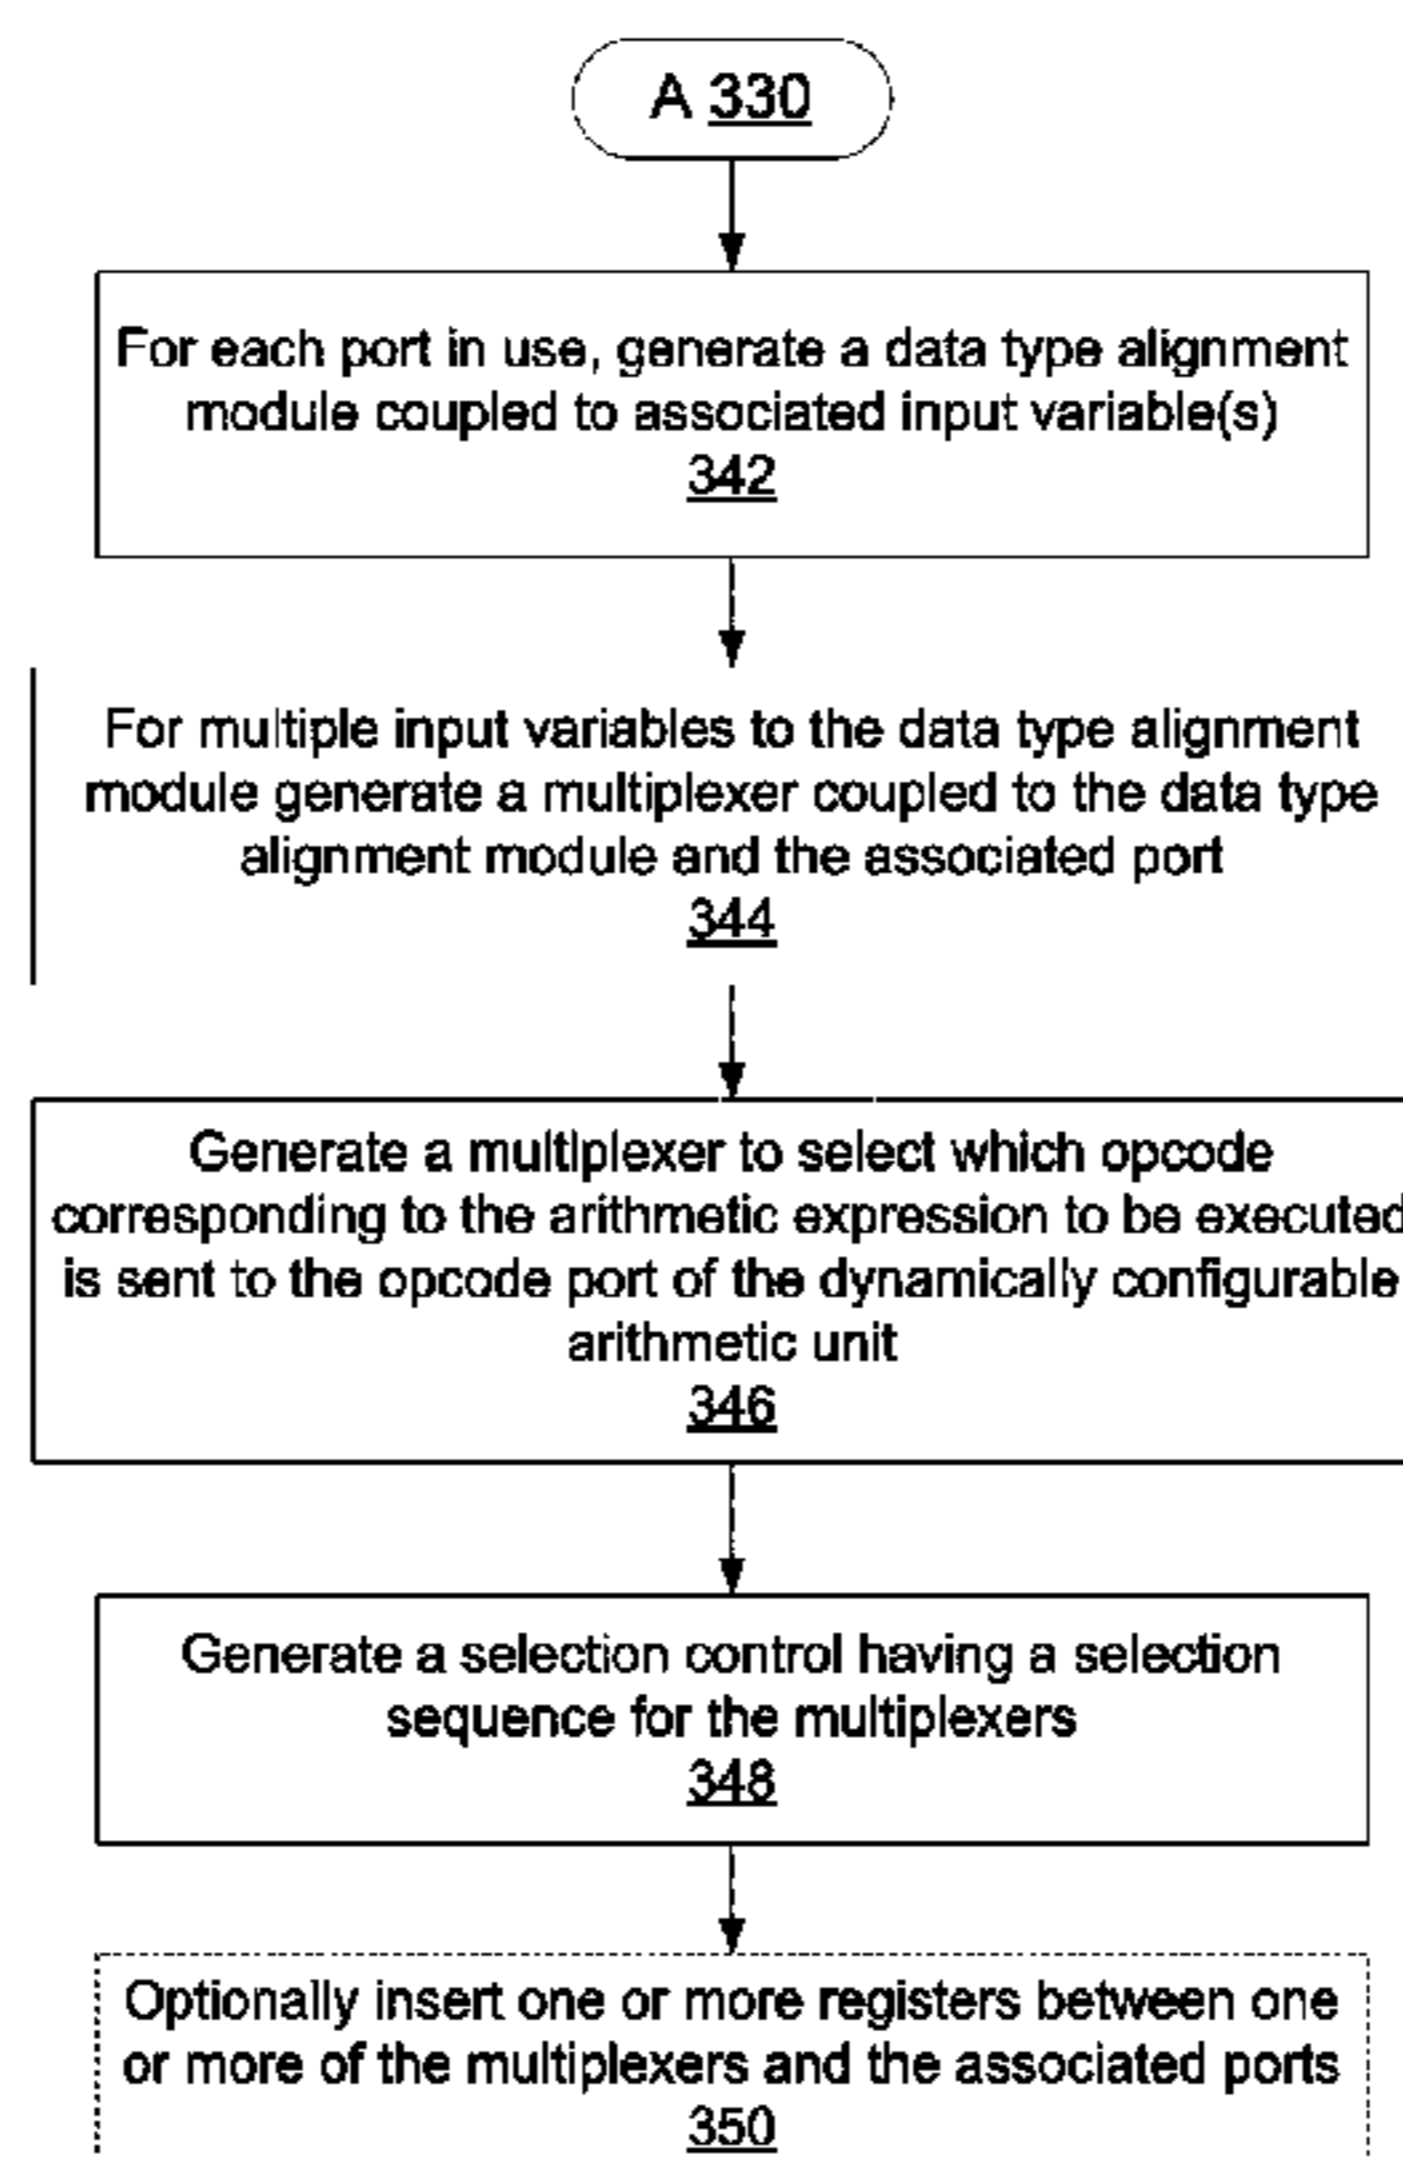 A 330
For each port in use, generate a data type alignment
module coupled to associated input variable(s)
342
For multiple input variables to the data type alignment
module generate a multiplexer coupled to the data type
alignment module and the associated port
344
Generate a multiplexer to select which opcode
corresponding to the arithmetic expression to be executed
is sent to the opcode port of the dynamically configurable
arithmetic unit
346
Generate a selection control having a selection
sequence for the multiplexers
348
Optionally insert one or more registers between one
or more of the multiplexers and the associated ports
350